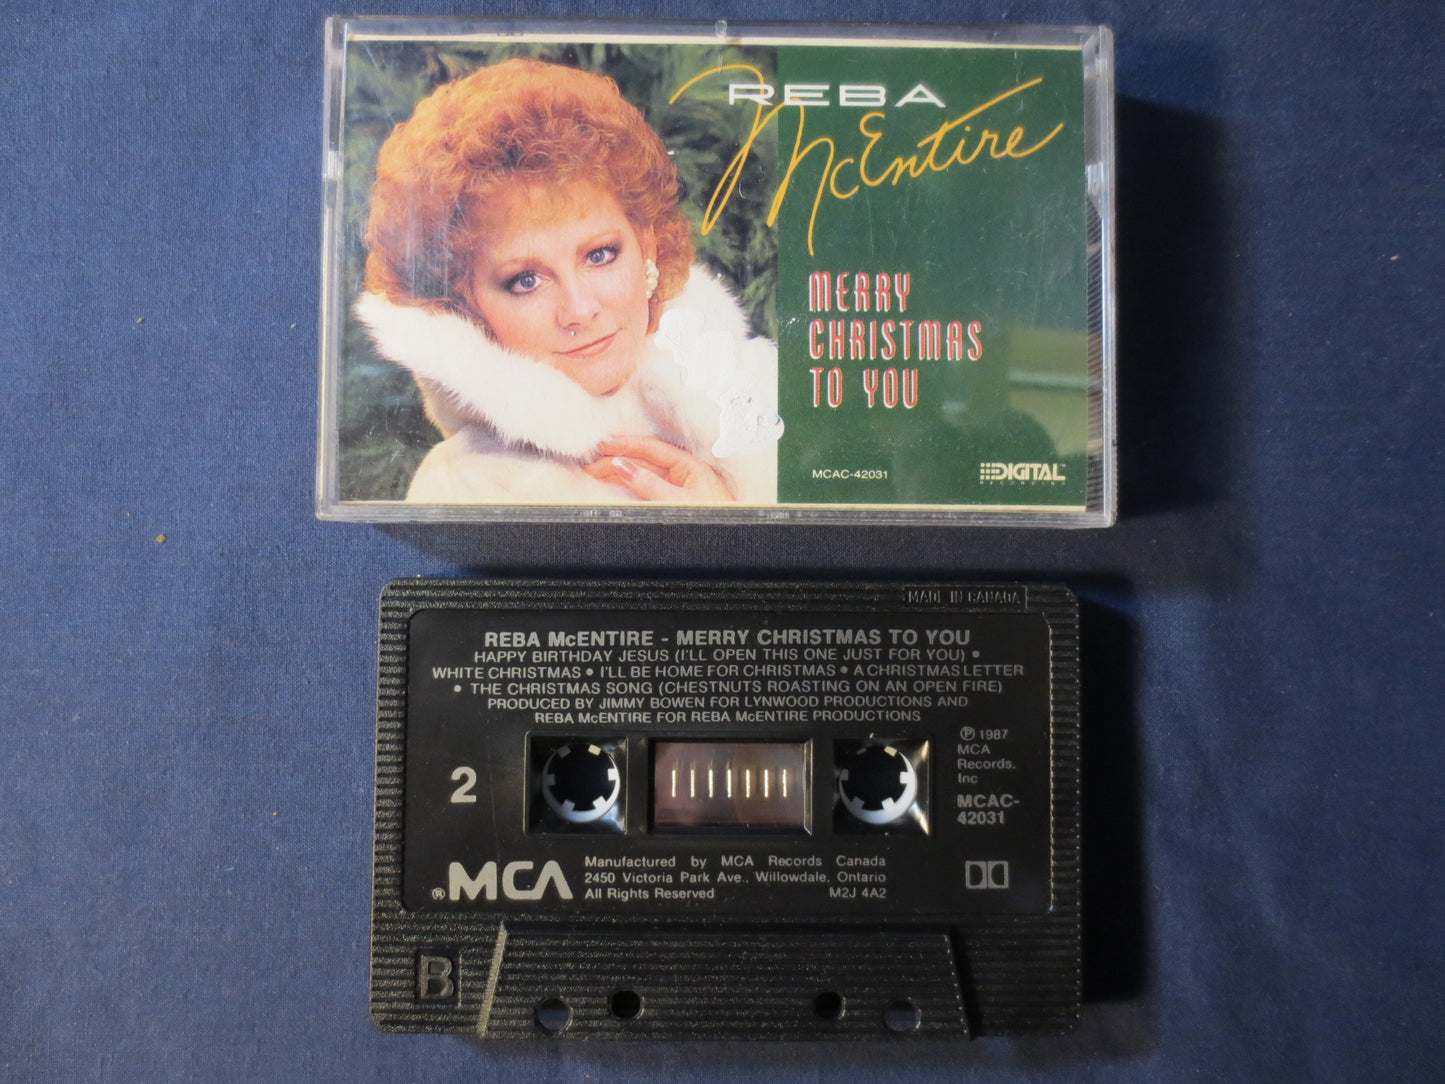 REBA
McEntire
MERRY
CHRISTMAS
TO YOU
MCAC-42031
DIGITAL
RECORDING
MADE IN CANADA
REBA McENTIRE - MERRY CHRISTMAS TO YOU
HAPPY BIRTHDAY JESUS (I'LL OPEN THIS ONE JUST FOR YOU) •
WHITE CHRISTMAS • I'LL BE HOME FOR CHRISTMAS • A CHRISTMAS LETTER
• THE CHRISTMAS SONG (CHESTNUTS ROASTING ON AN OPEN FIRE)
PRODUCED BY JIMMY BOWEN FOR LYNWOOD PRODUCTIONS AND
REBA McENTIRE FOR REBA McENTIRE PRODUCTIONS
℗ 1987
MCA
Records,
Inc
MCAC-
42031
2
® MCA
Manufactured by MCA Records Canada
2450 Victoria Park Ave., Willowdale, Ontario
All Rights Reserved M2J 4A2
B